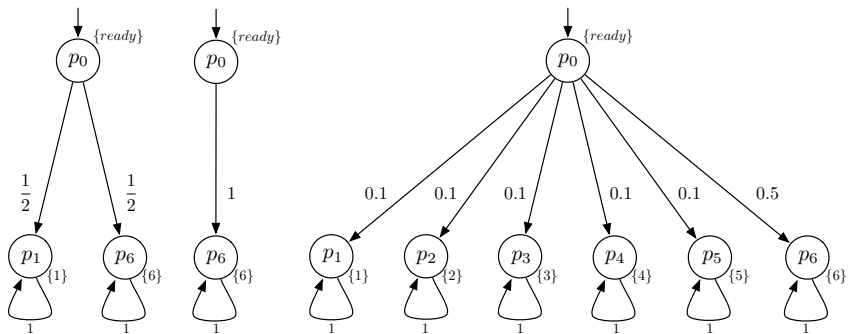 {ready} {ready} {ready}
p0 p0 p0
1/2 1/2 1 0.1 0.1 0.1 0.1 0.1 0.5
p1 p6 p6 p1 p2 p3 p4 p5 p6
{1} {6} {6} {1} {2} {3} {4} {5} {6}
1 1 1 1 1 1 1 1 1